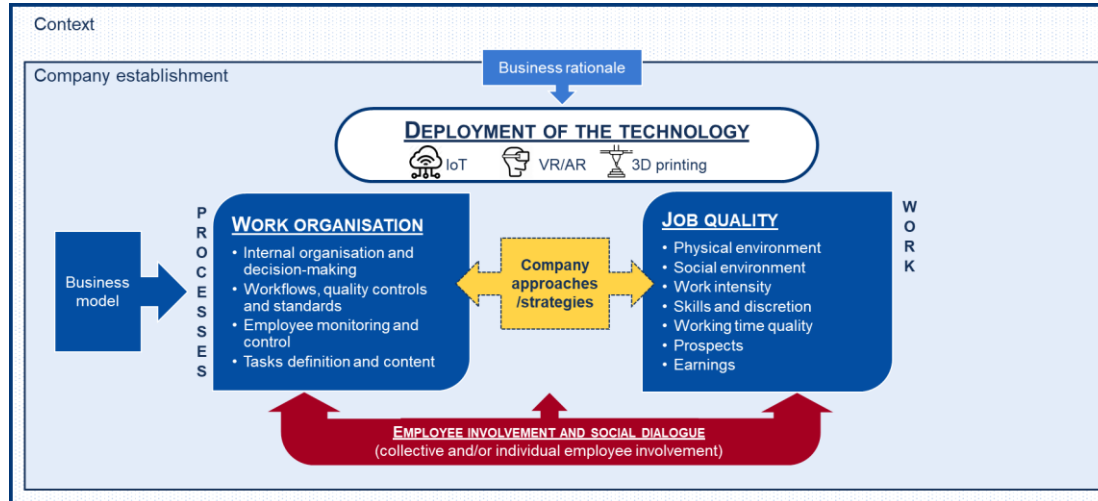 Context
Company establishment
Business rationale
DEPLOYMENT OF THE TECHNOLOGY
IoT
VR/AR
3D printing
Business
model
PROCESSES
WORK ORGANISATION
• Internal organisation and
decision-making
• Workflows, quality controls
and standards
• Employee monitoring and
control
• Tasks definition and content
Company
approaches
/strategies
JOB QUALITY
• Physical environment
• Social environment
• Work intensity
• Skills and discretion
• Working time quality
• Prospects
• Earnings
WORK
EMPLOYEE INVOLVEMENT AND SOCIAL DIALOGUE
(collective and/or individual employee involvement)